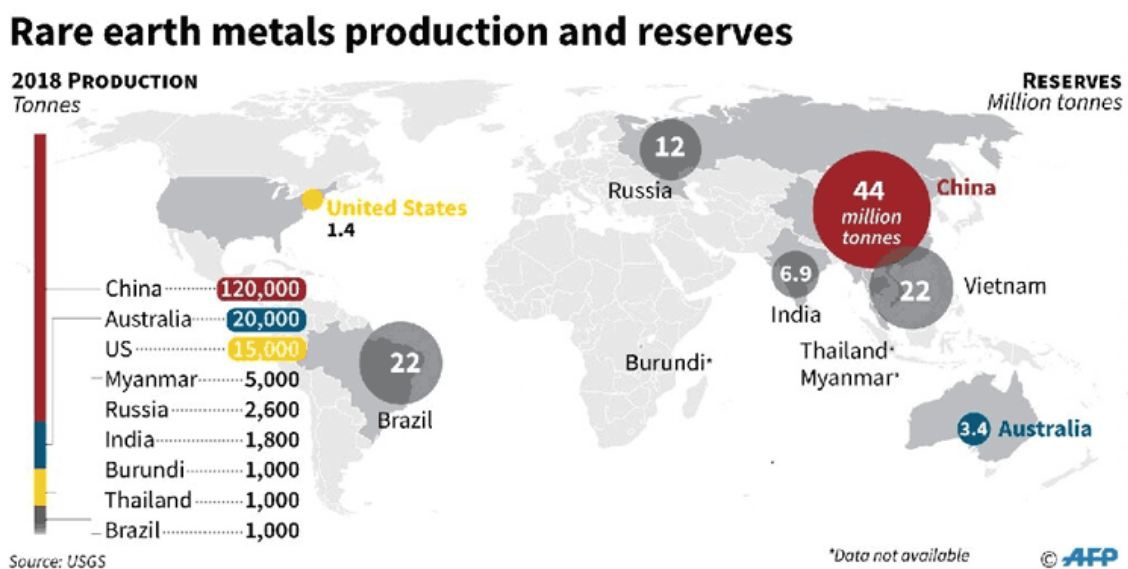 Rare earth metals production and reserves
2018 PRODUCTION
Tonnes
RESERVES
Million tonnes
12
Russia
44
million
tonnes
China
United States
1.4
6.9
India
22
Vietnam
China 120,000
Australia 20,000
US 15,000
Myanmar 5,000
Russia 2,600
India 1,800
Burundi 1,000
Thailand 1,000
Brazil 1,000
22
Brazil
Burundi*
Thailand*
Myanmar*
3.4 Australia
Source: USGS
*Data not available
© AFP